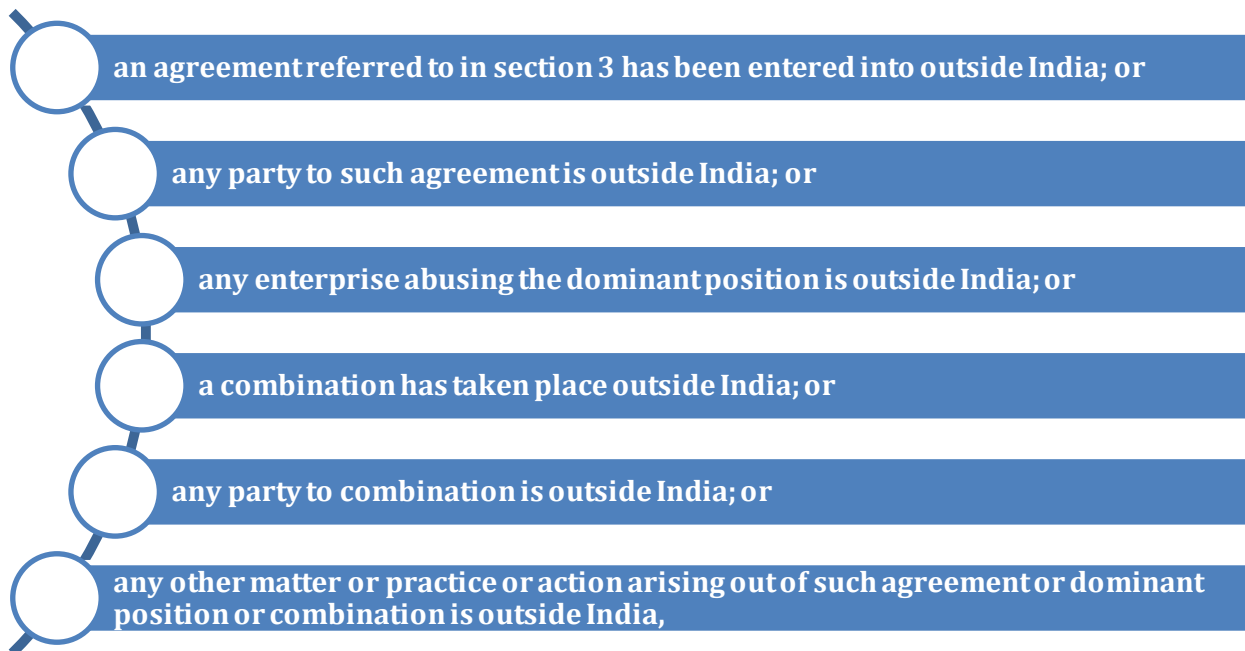 an agreement referred to in section 3 has been entered into outside India; or
any party to such agreement is outside India; or
any enterprise abusing the dominant position is outside India; or
a combination has taken place outside India; or
any party to combination is outside India; or
any other matter or practice or action arising out of such agreement or dominant
position or combination is outside India,